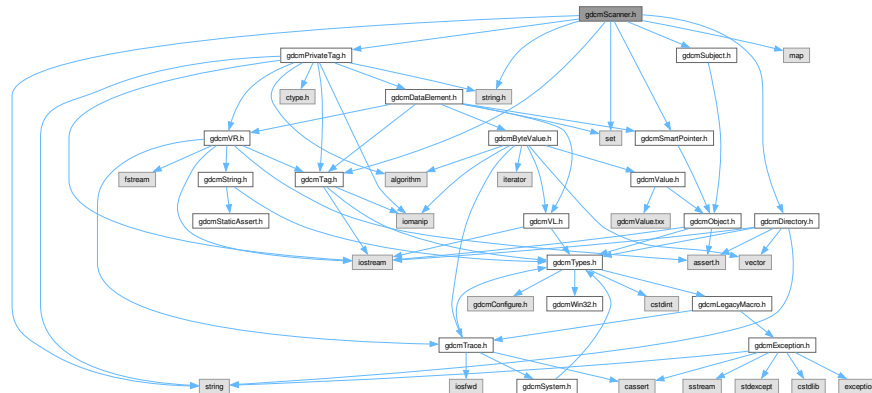 gdcmScanner.h
gdcmPrivateTag.h
gdcmSubject.h
map
ctype.h
gdcmDataElement.h
string.h
gdcmVR.h
gdcmByteValue.h
set
gdcmSmartPointer.h
fstream
gdcmString.h
gdcmTag.h
algorithm
iterator
gdcmValue.h
gdcmStaticAssert.h
iomanip
gdcmVL.h
gdcmValue.txx
gdcmObject.h
gdcmDirectory.h
iostream
gdcmTypes.h
assert.h
vector
gdcmConfigure.h
gdcmWin32.h
cstdint
gdcmLegacyMacro.h
gdcmTrace.h
gdcmException.h
string
iosfwd
gdcmSystem.h
cassert
sstream
stdexcept
cstdlib
exception